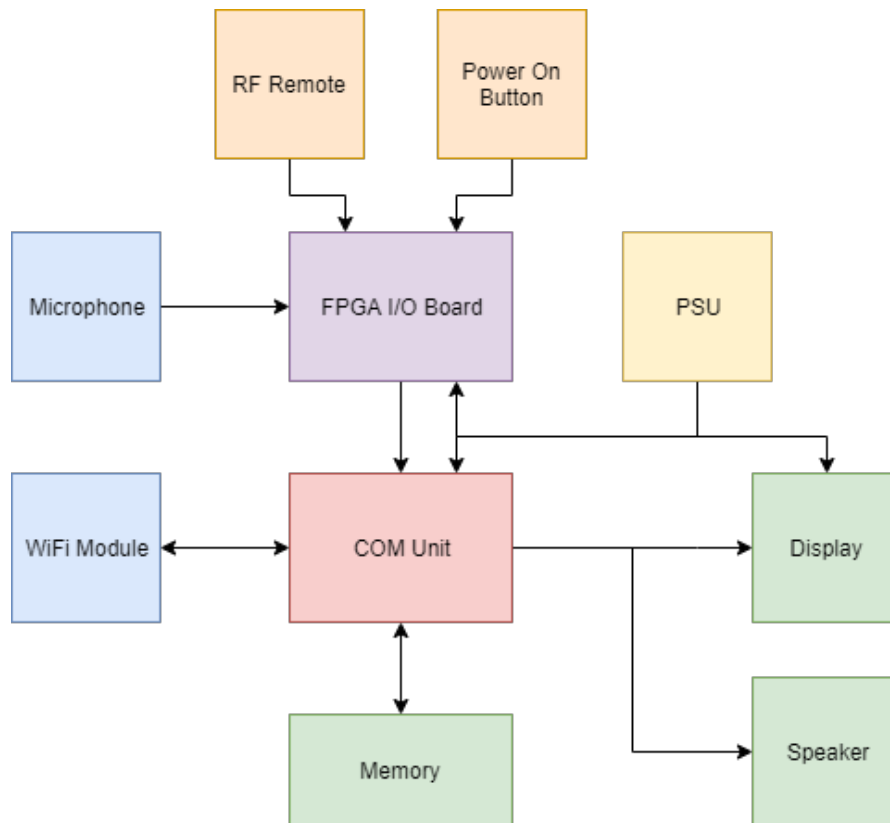 RF Remote
Power On
Button
Microphone
FPGA I/O Board
PSU
WiFi Module
COM Unit
Display
Memory
Speaker